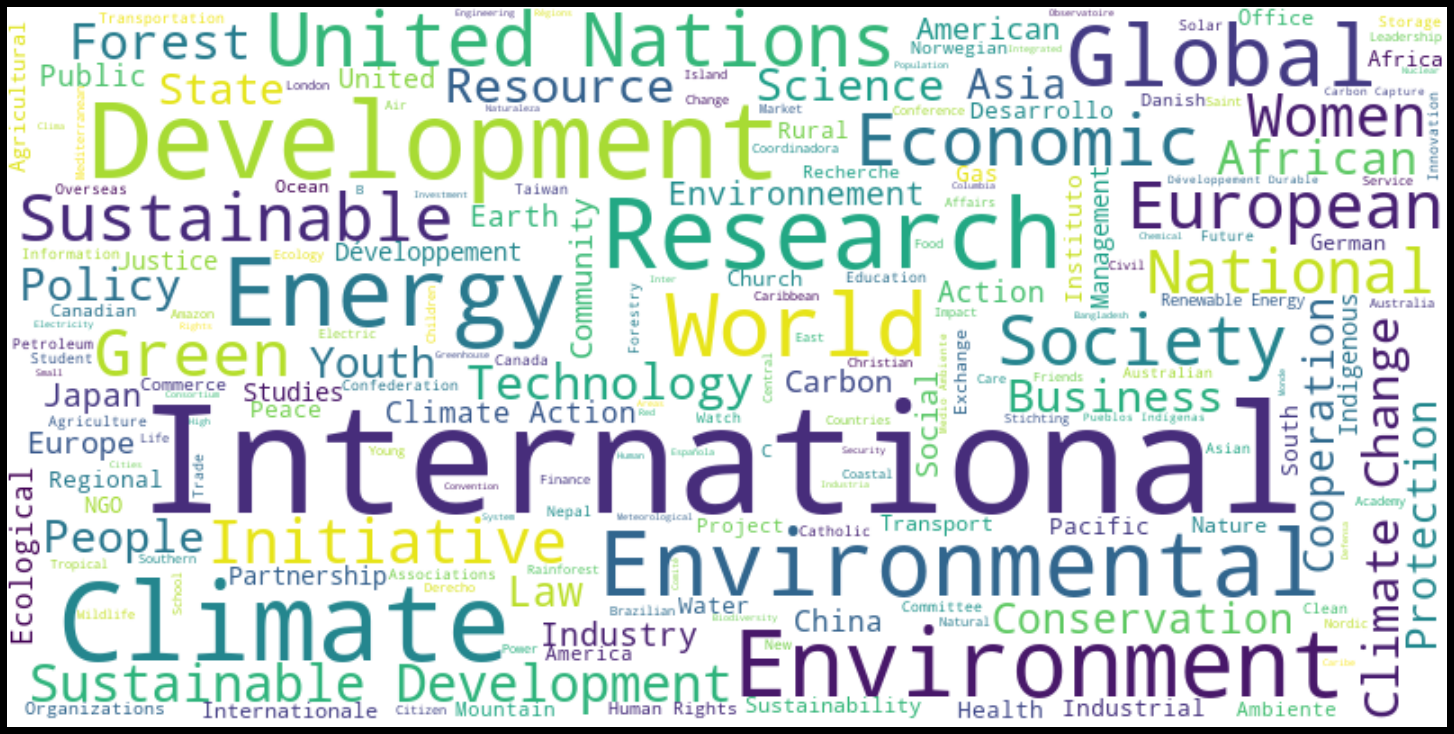 Transportation
Engineering
Régions
Observatoire
Agricultural
Forest
United Nations
American
Global
Solar
Office
Storage
Leadership
Norwegian
Integrated
Population
Africa
Nuclear
Public
State
London
United
Resource
Island
Science
Asia
Change
Naturaleza
Air
Market
Conference
Desarrollo
Danish
Saint
Carbon Capture
Women
Innovation
Clima
Mediterranean
Development
Rural
Coordinadora
Economic
African
Recherche
Gas
Columbia
Développement Durable
Service
Overseas
Ocean
B
Investment
Taiwan
Environnement
Affairs
Management
Instituto
European
Sustainable
Earth
Community
Research
Food
Chemical
Future
German
Information
Justice
Ecology
Développement
Inter
Church
Education
Civil
National
Policy
Energy
Canadian
Amazon
Rights
Electricity
Children
Forestry
Caribbean
World
Action
Impact
Bangladesh
Renewable Energy
Australia
Petroleum
Student
Small
Green
Electric
Youth
Greenhouse
Canada
East
Christian
Exchange
Society
Cooperation
Indigenous
Climate Change
Japan
Commerce
Consortium
Studies
Confederation
Technology
Central
Carbon
Medio Ambiente
Care
Friends
Australian
Monde
Business
Agriculture
High
Peace
Climate Action
Areas
Red
Watch
Countries
Social
Stichting
Pueblos Indígenas
South
Protection
Europe
Life
International
Young
Human
Española
C
Security
Asian
Cities
Regional
Trade
Convention
Finance
Coastal
Industria
Academy
NGO
Ecological
System
Nepal
Meteorological
Project
Catholic
Transport
Pacific
Nature
Defensa
People
Initiative
Environmental
Southern
Tropical
Partnership
Associations
Derecho
Rainforest
Comité
School
Wildlife
Climate
Law
Brazilian
Water
Biodiversity
China
Committee
Natural
Conservation
Clean
Nordic
Industry
America
Power
New
Environment
Caribe
Sustainable Development
Organizations
Internationale
Citizen
Mountain
Human Rights
Sustainability
Health
Industrial
Ambiente